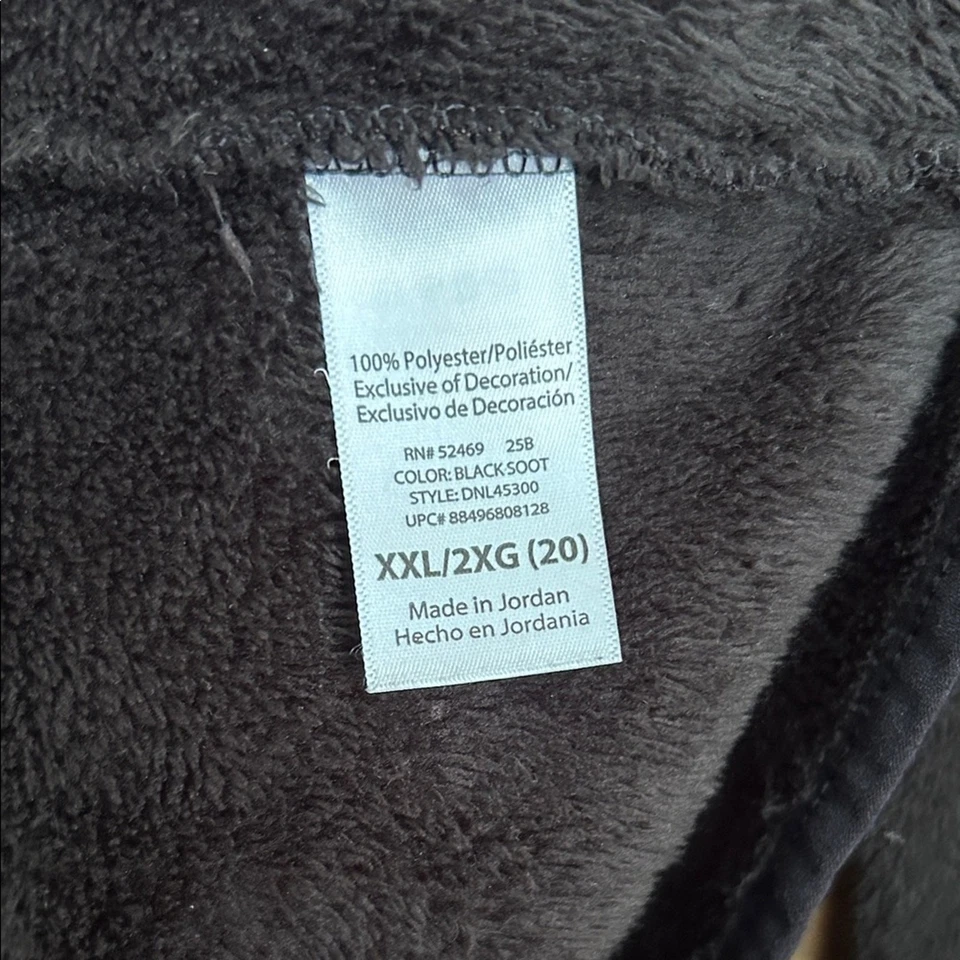 100% Polyester/Poliéster
Exclusive of Decoration/
Exclusivo de Decoración
RN# 52469 25B
COLOR: BLACK SOOT
STYLE: DNL45300
UPC# 88496808128
XXL/2XG (20)
Made in Jordan
Hecho en Jordania